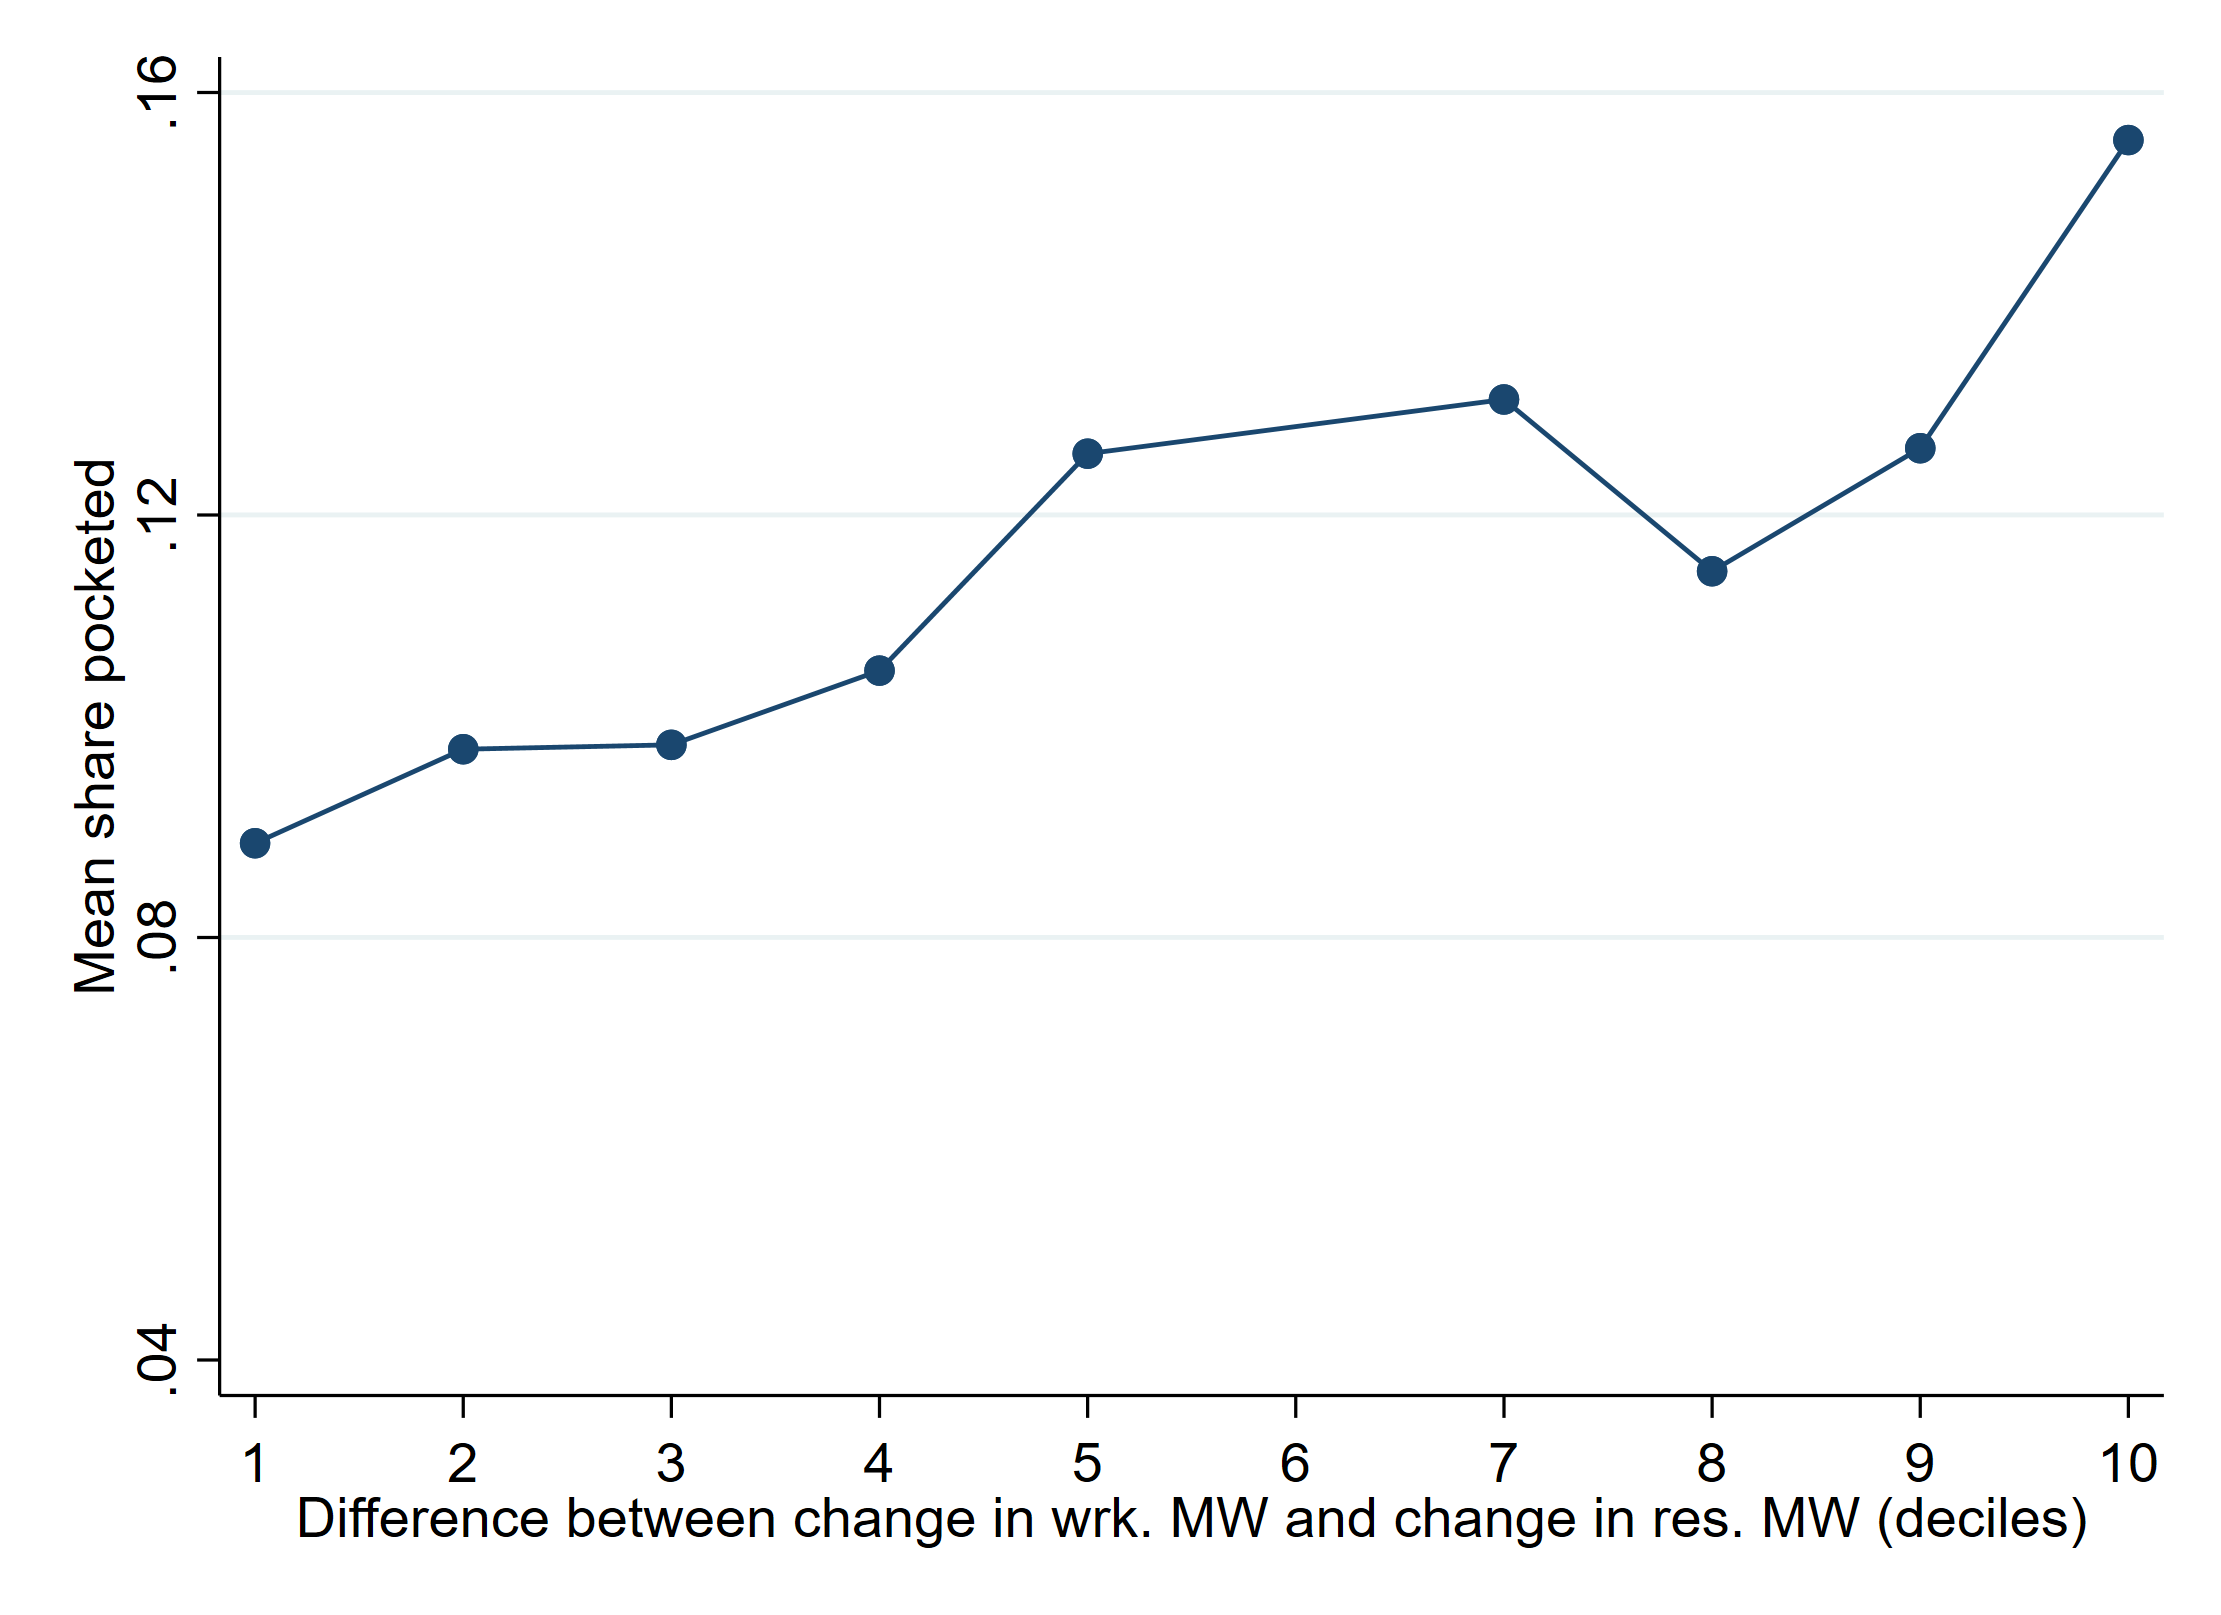 .16
.12
.08
.04
Mean share pocketed
1 2 3 4 5 6 7 8 9 10
Difference between change in wrk. MW and change in res. MW (deciles)